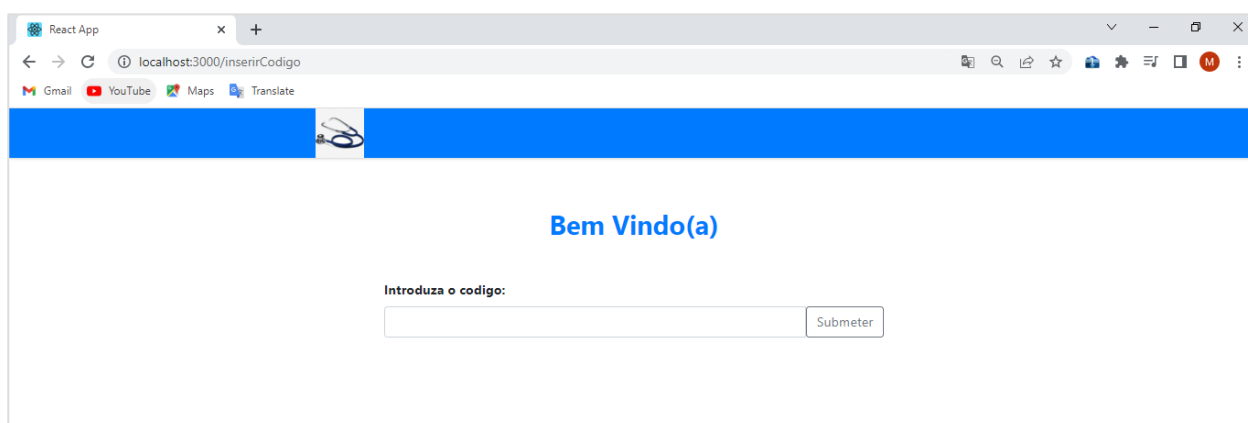 React App
localhost:3000/inserirCodigo
M
Gmail YouTube Maps Translate
Bem Vindo(a)
Introduza o codigo:
Submeter